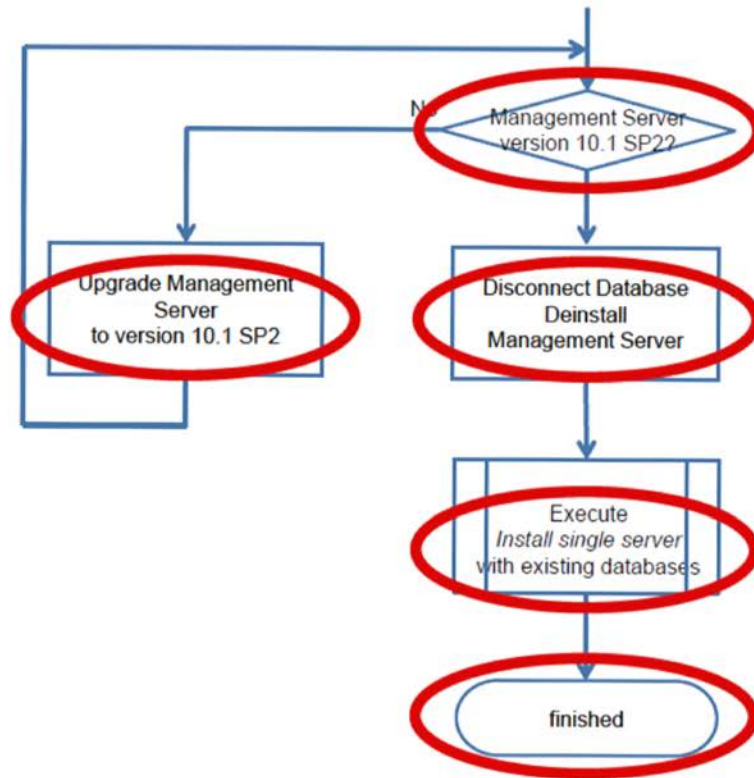 No
Management Server
version 10.1 SP2?
Upgrade Management
Server
to version 10.1 SP2
Disconnect Database
Deinstall
Management Server
Execute
Install single server
with existing databases
finished